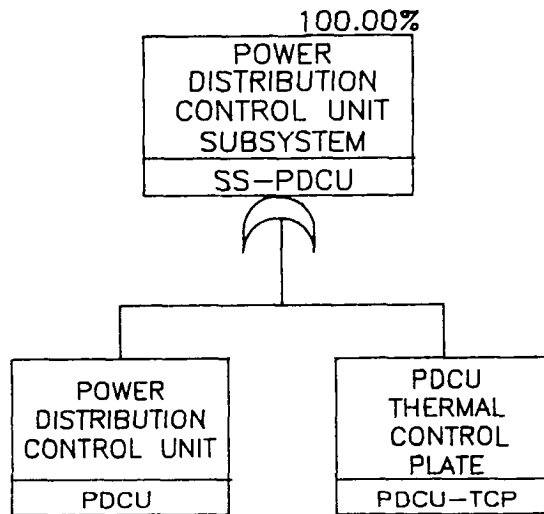 100.00%
POWER
DISTRIBUTION
CONTROL UNIT
SUBSYSTEM
SS-PDCU
POWER
DISTRIBUTION
CONTROL UNIT
PDCU
PDCU
THERMAL
CONTROL
PLATE
PDCU-TCP